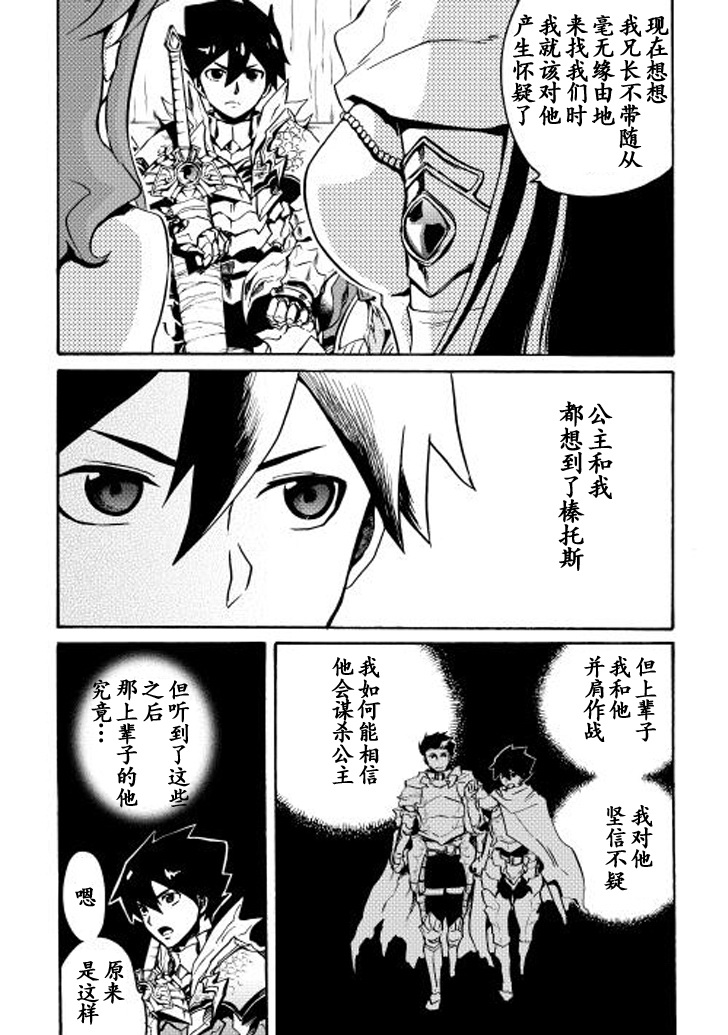 现在想想
我兄长不带随从
毫无缘由地
来找我们时
我就该对他
产生怀疑了
公主和我
都想到了榛托斯
但上辈子
我和他
并肩作战
我对他
坚信不疑
我如何能相信
他会谋杀公主
但听到了这些
之后
那上辈子的他
究竟…
嗯
原来
是这样